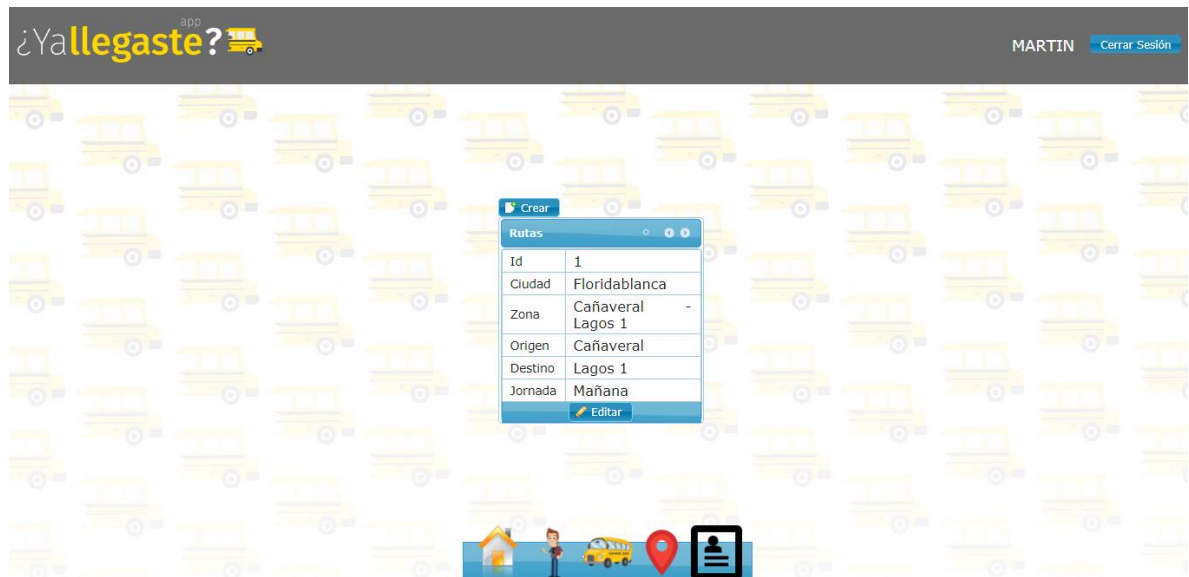 app
¿Yallegaste?
MARTIN Cerrar Sesión
Crear
Rutas
Id 1
Ciudad Floridablanca
Zona Cañaveral -
Lagos 1
Origen Cañaveral
Destino Lagos 1
Jornada Mañana
Editar